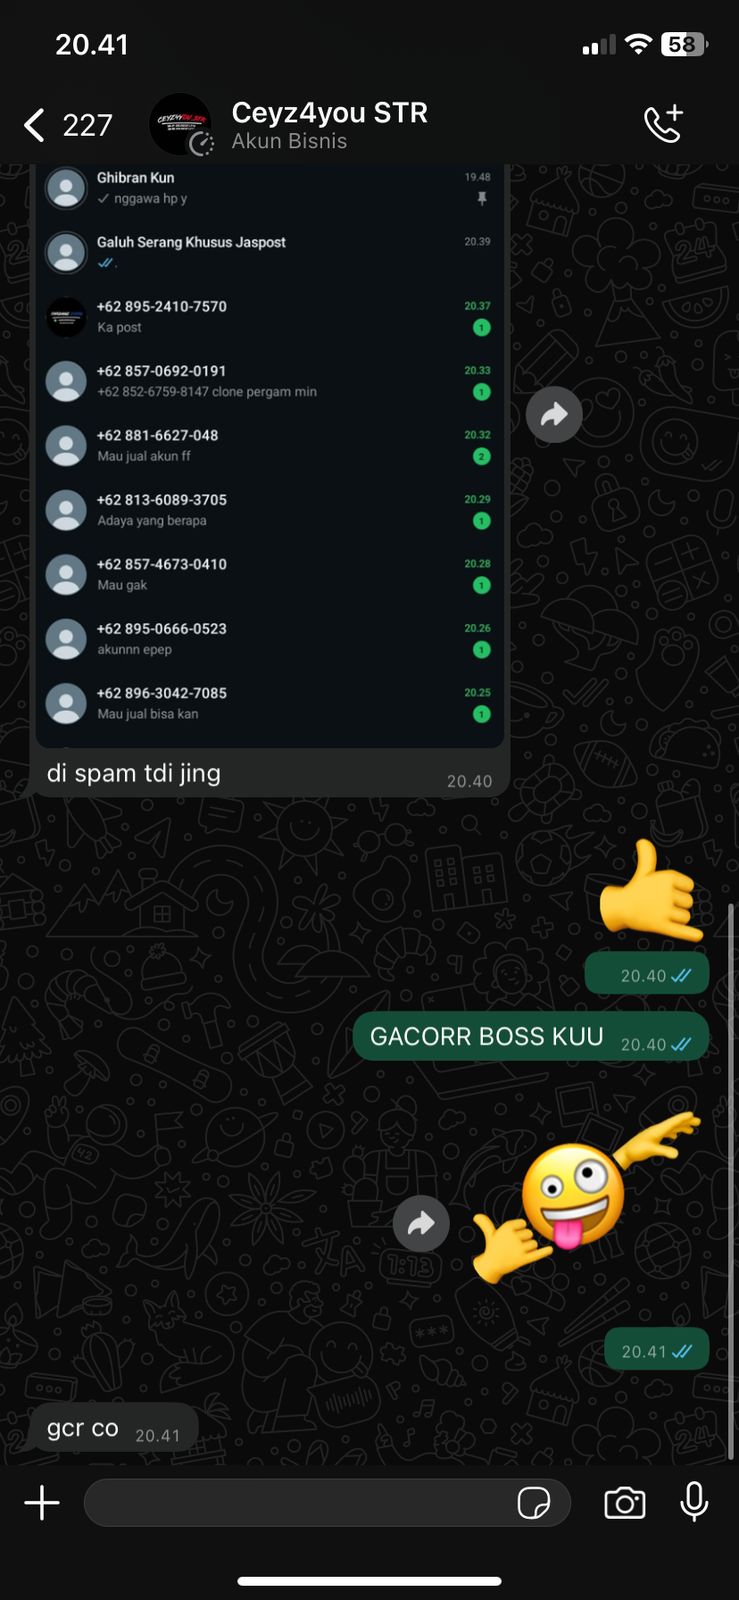 20.41
58
227
Ceyz4you STR
Akun Bisnis
Ghibran Kun
19.48
nggawa hp y
Galuh Serang Khusus Jaspost
20.39
.
+62 895-2410-7570
20.37
Ka post
1
+62 857-0692-0191
20.33
+62 852-6759-8147 clone pergam min
1
+62 881-6627-048
20.32
Mau jual akun ff
2
+62 813-6089-3705
20.29
Adaya yang berapa
1
+62 857-4673-0410
20.28
Mau gak
1
+62 895-0666-0523
20.26
akunnn epep
1
+62 896-3042-7085
20.25
Mau jual bisa kan
1
di spam tdi jing
20.40
20.40
GACORR BOSS KUU
20.40
20.41
gcr co
20.41